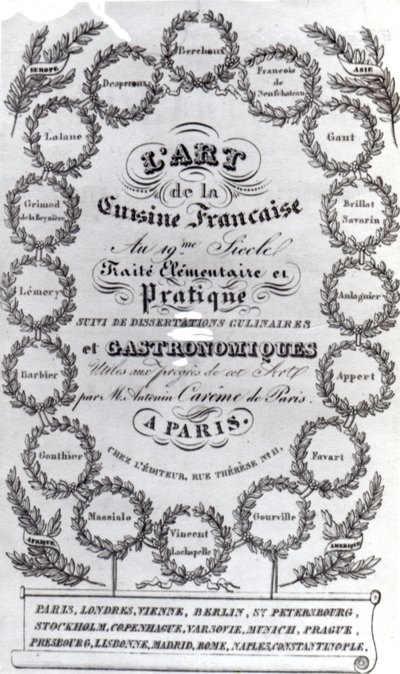 Berchoux
Desperoux
François
de
Neufchateau
EUROPE
ASIE
Lalane
Gaut
L'ART
de la
Grimod
de la Reynière
Brillat
Savarin
Cuisine Française
Au 19me Siècle
Traité Élémentaire et
Lémery
Aulagnier
Pratique
SUIVI DE DISSERTATIONS CULINAIRES
et GASTRONOMIQUES
Utiles aux progrès de cet Art
Barbier
Appert
par M. Antonin Carême de Paris.
A PARIS.
CHEZ L'ÉDITEUR, RUE THÉRÈSE No 11.
Gouthier
Favart
Massialo
Gourville
Vincent
Lachapelle
AFRIQUE
AMERIQUE
PARIS, LONDRES, VIENNE, BERLIN, ST PETERSBOURG,
STOCKHOLM, COPENHAGUE, VARSOVIE, MUNICH, PRAGUE,
PRESBOURG, LISBONNE, MADRID, ROME, NAPLES, CONSTANTINOPLE,